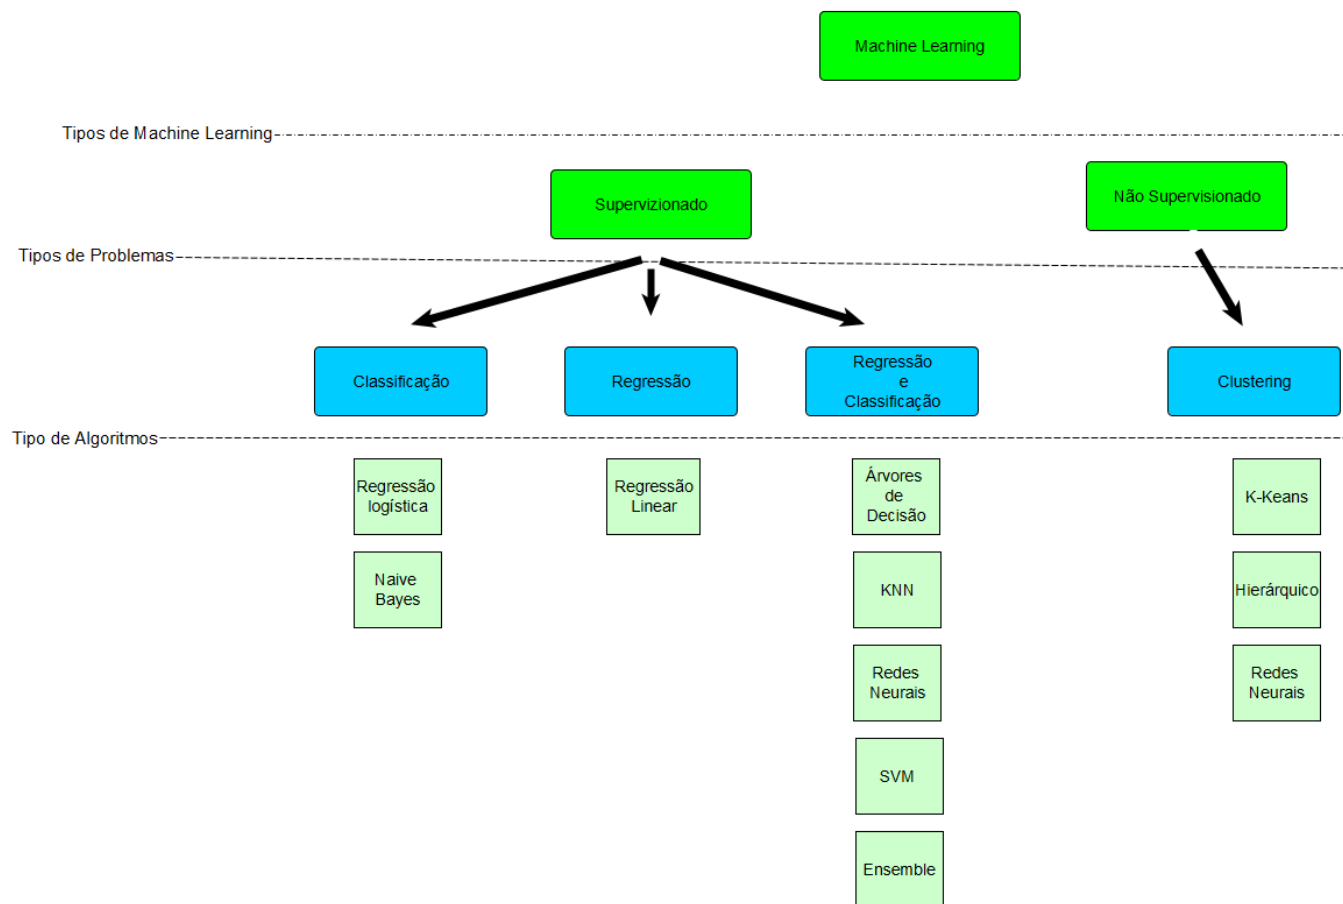 Machine Learning
Tipos de Machine Learning
Supervizionado
Não Supervisionado
Tipos de Problemas
Classificação
Regressão
Regressão
e
Classificação
Clustering
Tipo de Algoritmos
Regressão
logística
Regressão
Linear
Árvores
de
Decisão
K-Keans
Naive
Bayes
KNN
Hierárquico
Redes
Neurais
Redes
Neurais
SVM
Ensemble